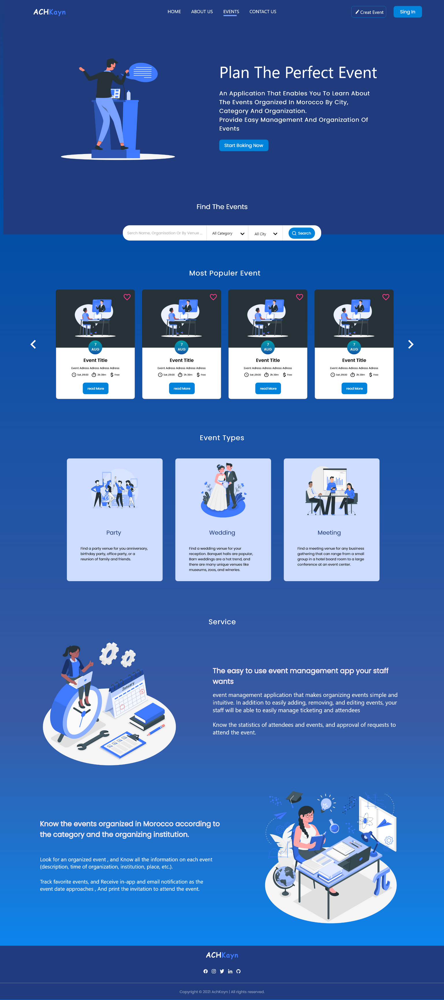 ACHKayn
HOME ABOUT US EVENTS CONTACT US
Creat Event
Sing In
Plan The Perfect Event
An Application That Enables You To Learn About
The Events Organized In Morocco By City,
Category And Organization.
Provide Easy Management And Organization Of
Events
Start Boking Now
Find The Events
Serch Name, Organisation Or By Venue ...
All Category
All City
Search
Most Populer Event
7
AUG
Event Title
Event Adress Adress Adress Adress
Sat ,09:00 2h 30m Free
read More
7
AUG
Event Title
Event Adress Adress Adress Adress
Sat ,09:00 2h 30m Free
read More
7
AUG
Event Title
Event Adress Adress Adress Adress
Sat ,09:00 2h 30m Free
read More
7
AUG
Event Title
Event Adress Adress Adress Adress
Sat ,09:00 2h 30m Free
read More
Event Types
Party
Find a party venue for you anniversary,
birthday party, office party, or a
reunion of family and friends.
Wedding
Find a wedding venue for your
reception. Banquet halls are popular,
Barn weddings are a hot trend, and
there are many unique venues like
museums, zoos, and wineries.
Meeting
Find a meeting venue for any business
gathering that can range from a small
group in a hotel board room to a large
conference at an event center.
Service
January
The easy to use event management app your staff
wants
event management application that makes organizing events simple and
intuitive. In addition to easily adding, removing, and editing events, your
staff will be able to easily manage ticketing and attendees
Know the statistics of attendees and events, and approval of requests to
attend the event.
Know the events organized in Morocco according to
the category and the organizing institution.
Look for an organized event , and Know all the information on each event
(description, time of organization, institution, place, etc.).
Track favorite events, and Receive in-app and email notification as the
event date approaches , And print the invitation to attend the event.
π
ACHKayn
Copyright © 2021 AchKayn | All rights reserved.